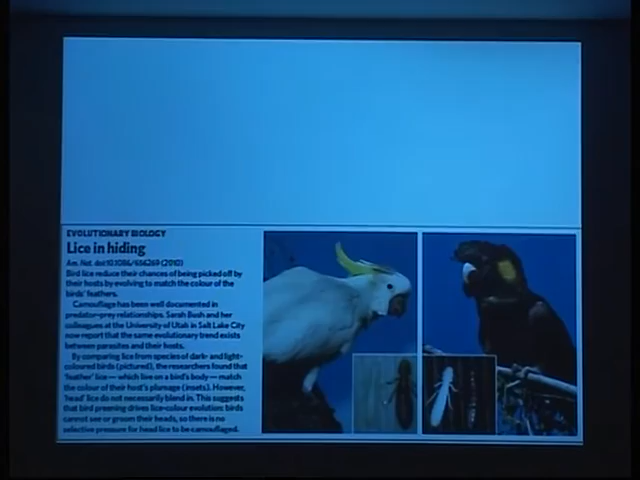 EVOLUTIONARY BIOLOGY
Lice in hiding
Am. Nat. doi:10.1086/656269 (2010)
Bird lice reduce their chances of being picked off by
their hosts by evolving to match the colour of the
birds' feathers.
Camouflage has been well documented in
predator–prey relationships. Sarah Bush and her
colleagues at the University of Utah in Salt Lake City
now report that the same evolutionary trend exists
between parasites and their hosts.
By comparing lice from species of dark- and light-
coloured birds (pictured), the researchers found that
'feather' lice — which live on a bird's body — match
the colour of their host's plumage (insets). However,
'head' lice do not necessarily blend in. This suggests
that bird preening drives lice-colour evolution: birds
cannot see or groom their heads, so there is no
selective pressure for head lice to be camouflaged.